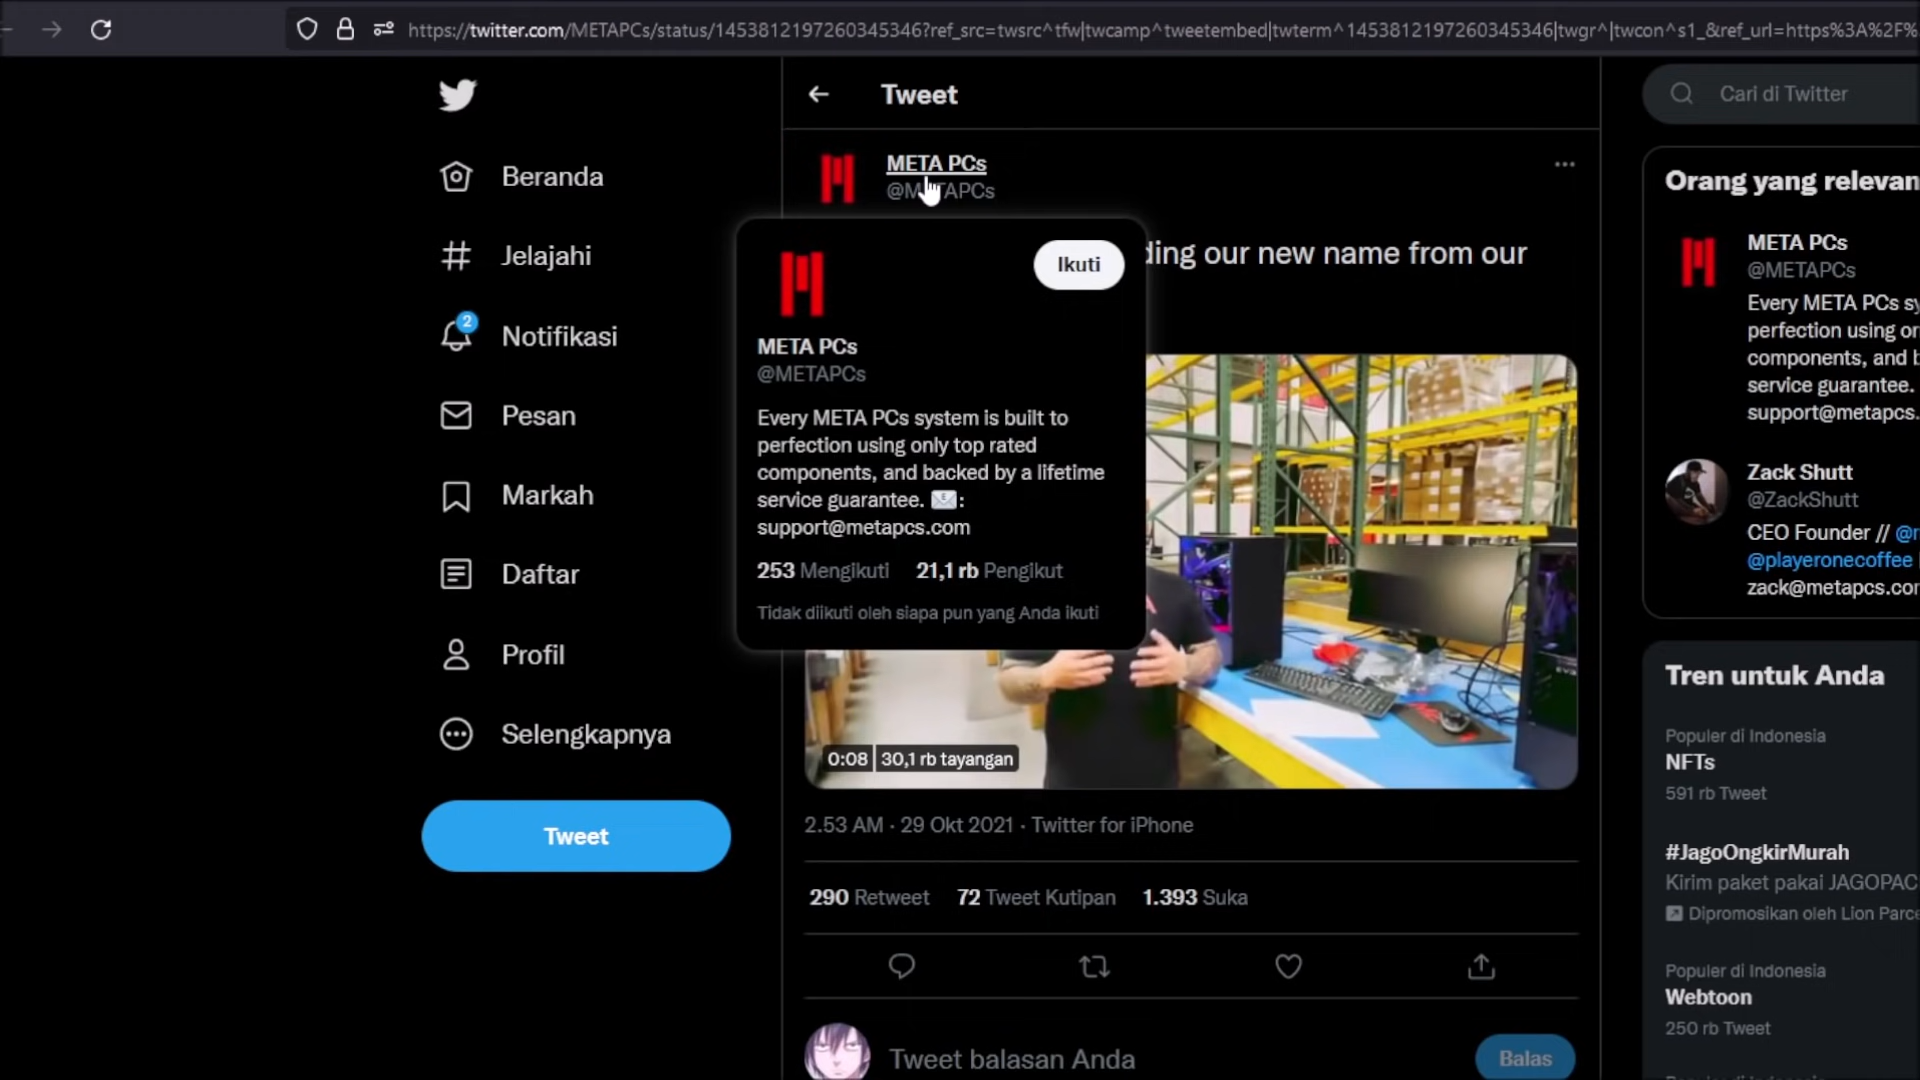 https://twitter.com/METAPCs/status/1453812197260345346?ref_src=twsrc^tfw|twcamp^tweetembed|twterm^1453812197260345346|twgr^|twcon^s1_&ref_url=https%3A%2F%2F
Beranda
Jelajahi
2
Notifikasi
Pesan
Markah
Daftar
Profil
Selengkapnya
Tweet
Tweet
META PCs
@METAPCs
ding our new name from our
Ikuti
META PCs
@METAPCs
Every META PCs system is built to
perfection using only top rated
components, and backed by a lifetime
service guarantee. ✉️:
support@metapcs.com
253 Mengikuti 21,1 rb Pengikut
Tidak diikuti oleh siapa pun yang Anda ikuti
0:08 30,1 rb tayangan
2.53 AM · 29 Okt 2021 · Twitter for iPhone
290 Retweet 72 Tweet Kutipan 1.393 Suka
Tweet balasan Anda
Balas
Cari di Twitter
Orang yang relevan
META PCs
@METAPCs
Every META PCs sy
perfection using or
components, and b
service guarantee.
support@metapcs.
Zack Shutt
@ZackShutt
CEO Founder //
@playeronecoffee
zack@metapcs.com
Tren untuk Anda
Populer di Indonesia
NFTs
591 rb Tweet
#JagoOngkirMurah
Kirim paket pakai JAGOPAC
Dipromosikan oleh Lion Parce
Populer di Indonesia
Webtoon
250 rb Tweet